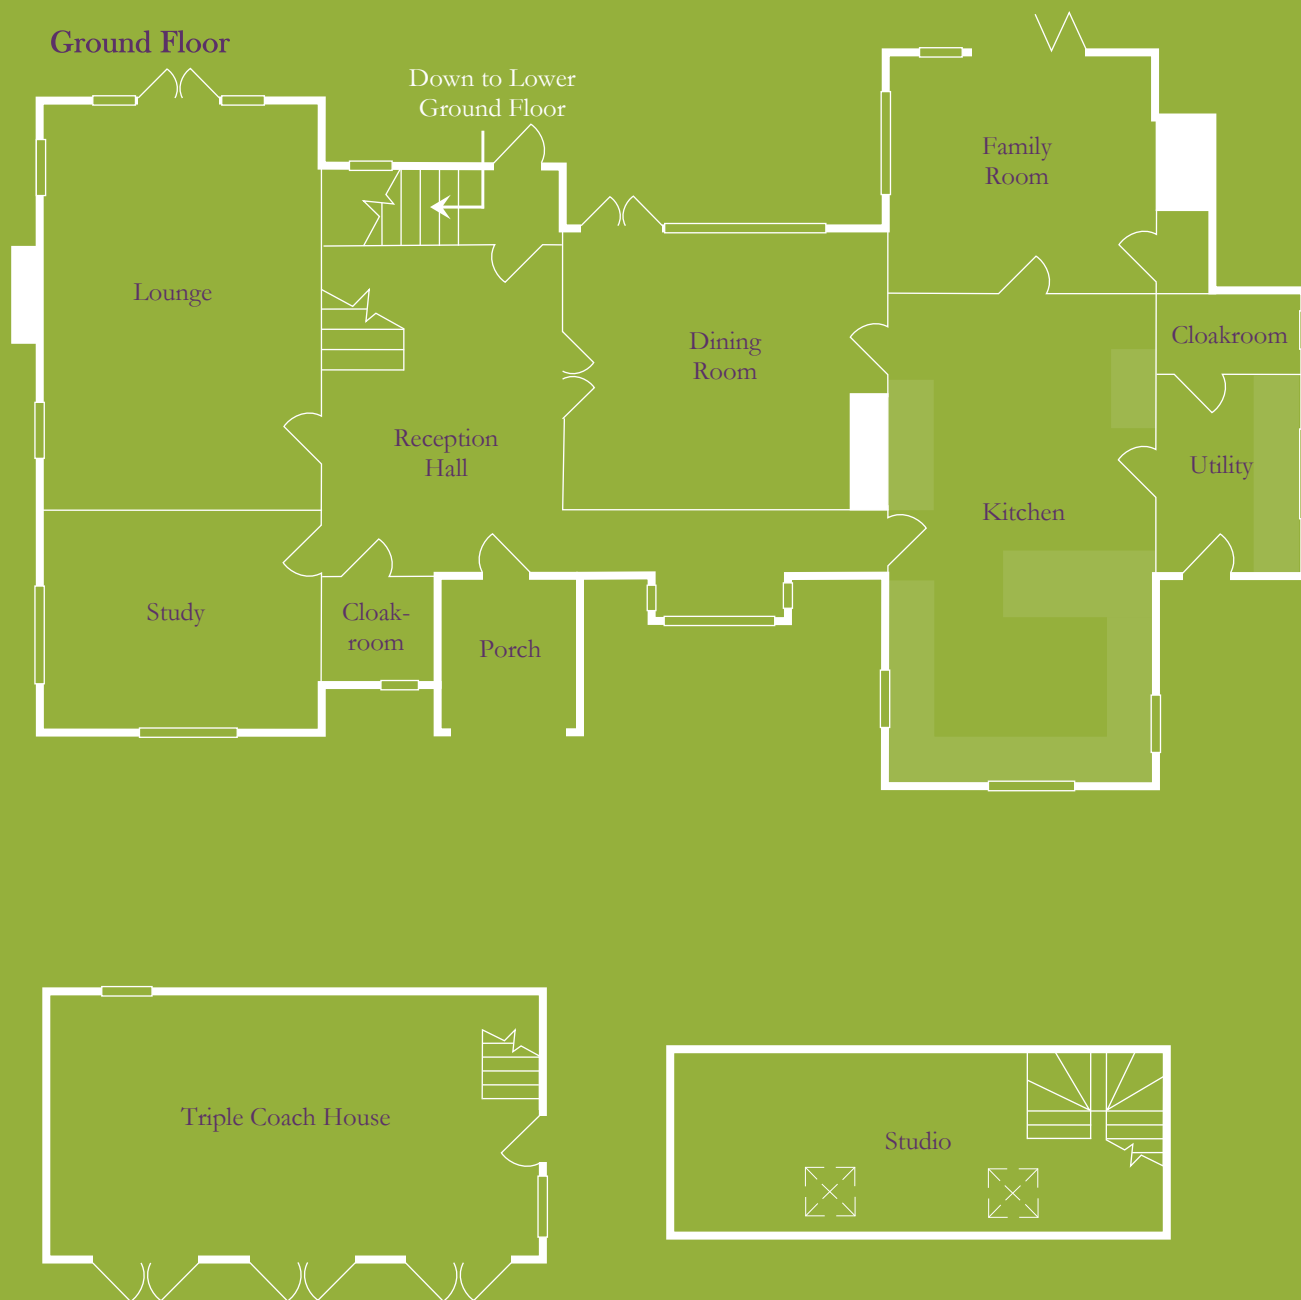 Ground Floor
Down to Lower
Ground Floor
Family
Room
Lounge
Dining
Room
Cloakroom
Reception
Hall
Utility
Kitchen
Study
Cloak-
room
Porch
Triple Coach House
Studio